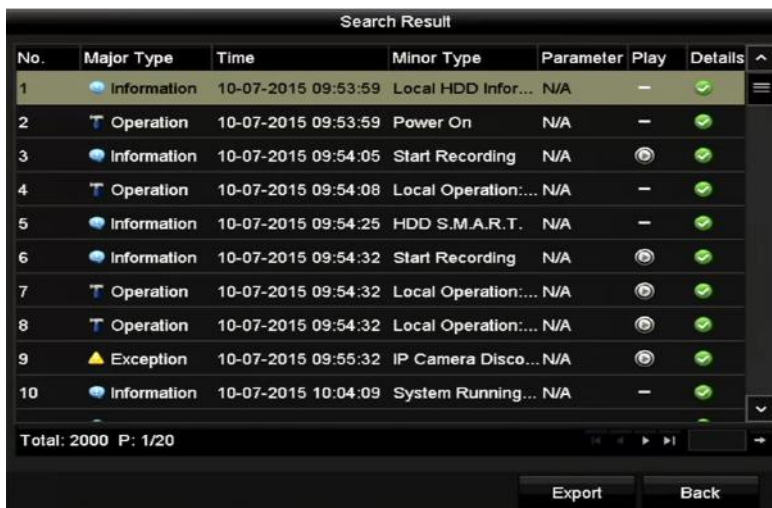 Search Result
No. Major Type Time Minor Type Parameter Play Details
1 Information 10-07-2015 09:53:59 Local HDD Infor... N/A –
2 Operation 10-07-2015 09:53:59 Power On N/A –
3 Information 10-07-2015 09:54:05 Start Recording N/A
4 Operation 10-07-2015 09:54:08 Local Operation:... N/A –
5 Information 10-07-2015 09:54:25 HDD S.M.A.R.T. N/A –
6 Information 10-07-2015 09:54:32 Start Recording N/A
7 Operation 10-07-2015 09:54:32 Local Operation:... N/A
8 Operation 10-07-2015 09:54:32 Local Operation:... N/A
9 Exception 10-07-2015 09:55:32 IP Camera Disco... N/A
10 Information 10-07-2015 10:04:09 System Running... N/A –
Total: 2000 P: 1/20
Export Back